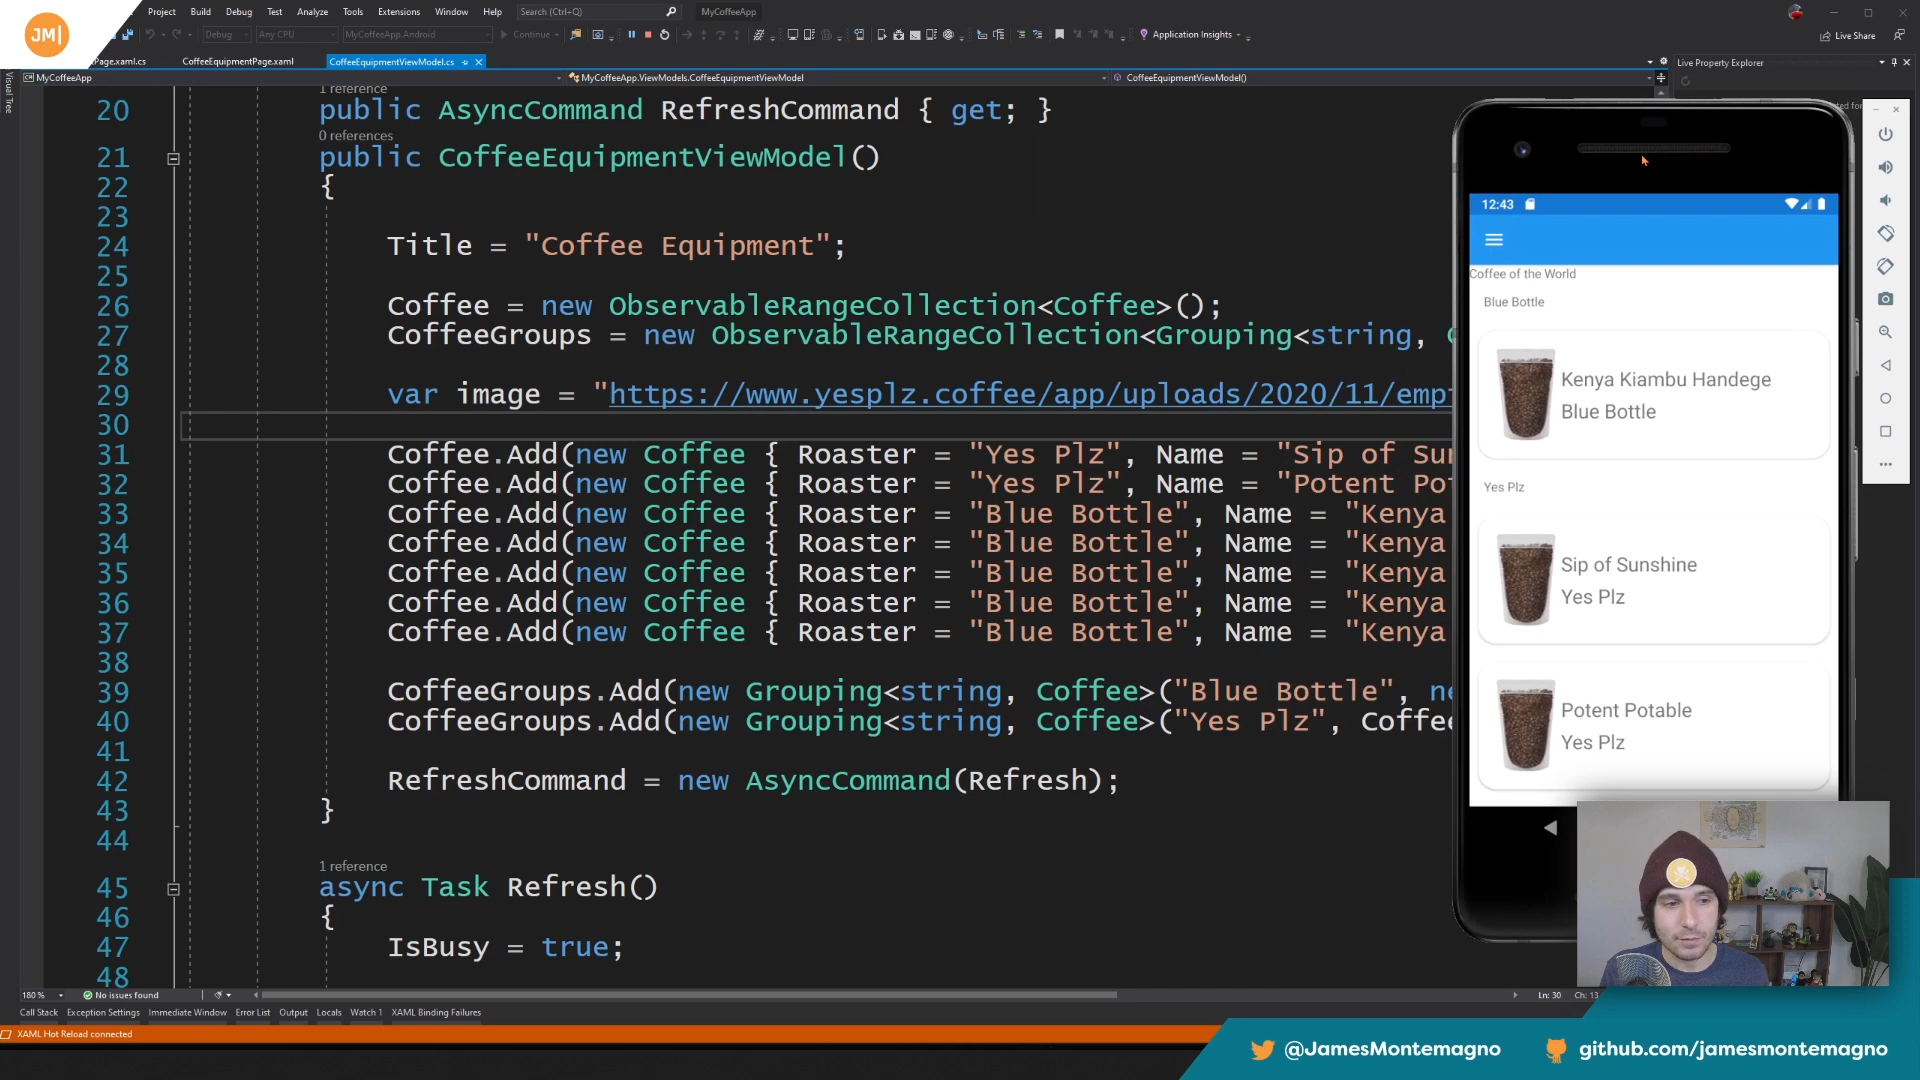 JM|
Project Build Debug Test Analyze Tools Extensions Window Help Search (Ctrl+Q) MyCoffeeApp
Debug Any CPU MyCoffeeApp.Android Continue Application Insights Live Share
Page.xaml.cs CoffeeEquipmentPage.xaml CoffeeEquipmentViewModel.cs Live Property Explorer
Visual Tree
MyCoffeeApp MyCoffeeApp.ViewModels.CoffeeEquipmentViewModel CoffeeEquipmentViewModel()
1 reference
20 public AsyncCommand RefreshCommand { get; }
0 references
21 public CoffeeEquipmentViewModel()
22 {
23
24 Title = "Coffee Equipment";
25
26 Coffee = new ObservableRangeCollection<Coffee>();
27 CoffeeGroups = new ObservableRangeCollection<Grouping<string,
28
29 var image = "https://www.yesplz.coffee/app/uploads/2020/11/emp
30
31 Coffee.Add(new Coffee { Roaster = "Yes Plz", Name = "Sip of Sun
32 Coffee.Add(new Coffee { Roaster = "Yes Plz", Name = "Potent Pot
33 Coffee.Add(new Coffee { Roaster = "Blue Bottle", Name = "Kenya
34 Coffee.Add(new Coffee { Roaster = "Blue Bottle", Name = "Kenya
35 Coffee.Add(new Coffee { Roaster = "Blue Bottle", Name = "Kenya
36 Coffee.Add(new Coffee { Roaster = "Blue Bottle", Name = "Kenya
37 Coffee.Add(new Coffee { Roaster = "Blue Bottle", Name = "Kenya
38
39 CoffeeGroups.Add(new Grouping<string, Coffee>("Blue Bottle", ne
40 CoffeeGroups.Add(new Grouping<string, Coffee>("Yes Plz", Coffee
41
42 RefreshCommand = new AsyncCommand(Refresh);
43 }
44
1 reference
45 async Task Refresh()
46 {
47 IsBusy = true;
48
12:43
Coffee of the World
Blue Bottle
Kenya Kiambu Handege
Blue Bottle
Yes Plz
Sip of Sunshine
Yes Plz
Potent Potable
Yes Plz
180 % No issues found Ln: 30 Ch: 13
Call Stack Exception Settings Immediate Window Error List Output Locals Watch 1 XAML Binding Failures
XAML Hot Reload connected
@JamesMontemagno github.com/jamesmontemagno